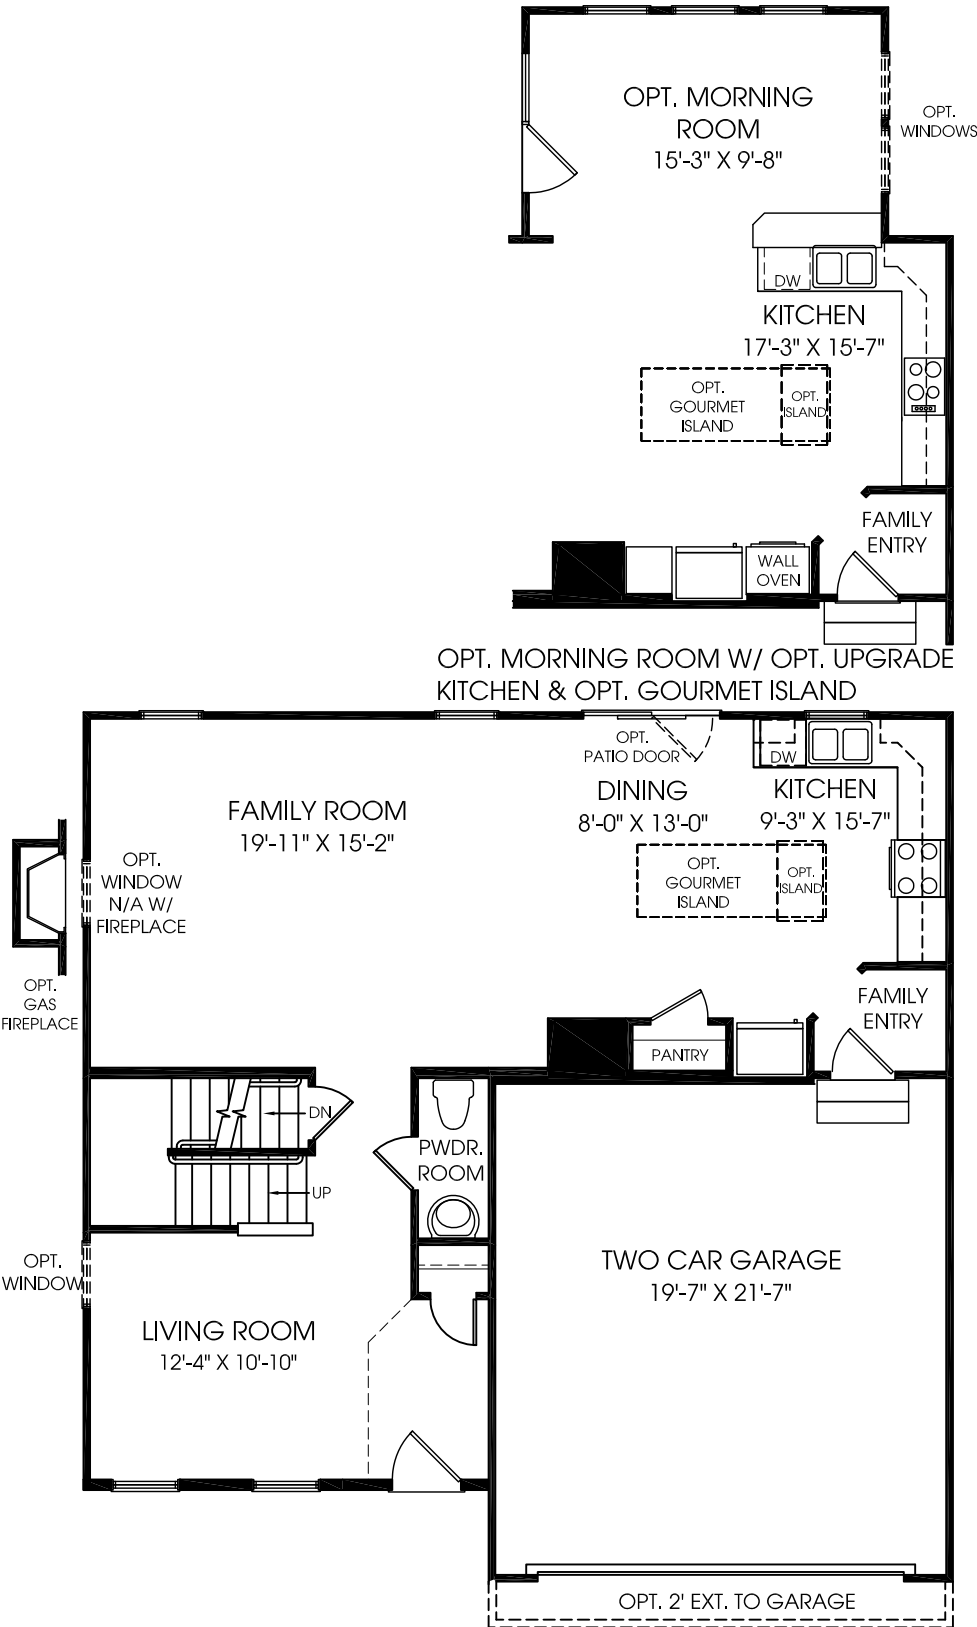 OPT. MORNING
ROOM
15'-3" X 9'-8"
OPT.
WINDOWS
DW
KITCHEN
17'-3" X 15'-7"
OPT.
GOURMET
ISLAND
OPT.
ISLAND
FAMILY
ENTRY
WALL
OVEN
OPT. MORNING ROOM W/ OPT. UPGRADE
KITCHEN & OPT. GOURMET ISLAND
OPT.
PATIO DOOR
DW
DINING
8'-0" X 13'-0"
KITCHEN
9'-3" X 15'-7"
FAMILY ROOM
19'-11" X 15'-2"
OPT.
WINDOW
N/A W/
FIREPLACE
OPT.
GOURMET
ISLAND
OPT.
ISLAND
OPT.
GAS
FIREPLACE
FAMILY
ENTRY
PANTRY
DN
PWDR.
ROOM
UP
OPT.
WINDOW
TWO CAR GARAGE
19'-7" X 21'-7"
LIVING ROOM
12'-4" X 10'-10"
OPT. 2' EXT. TO GARAGE